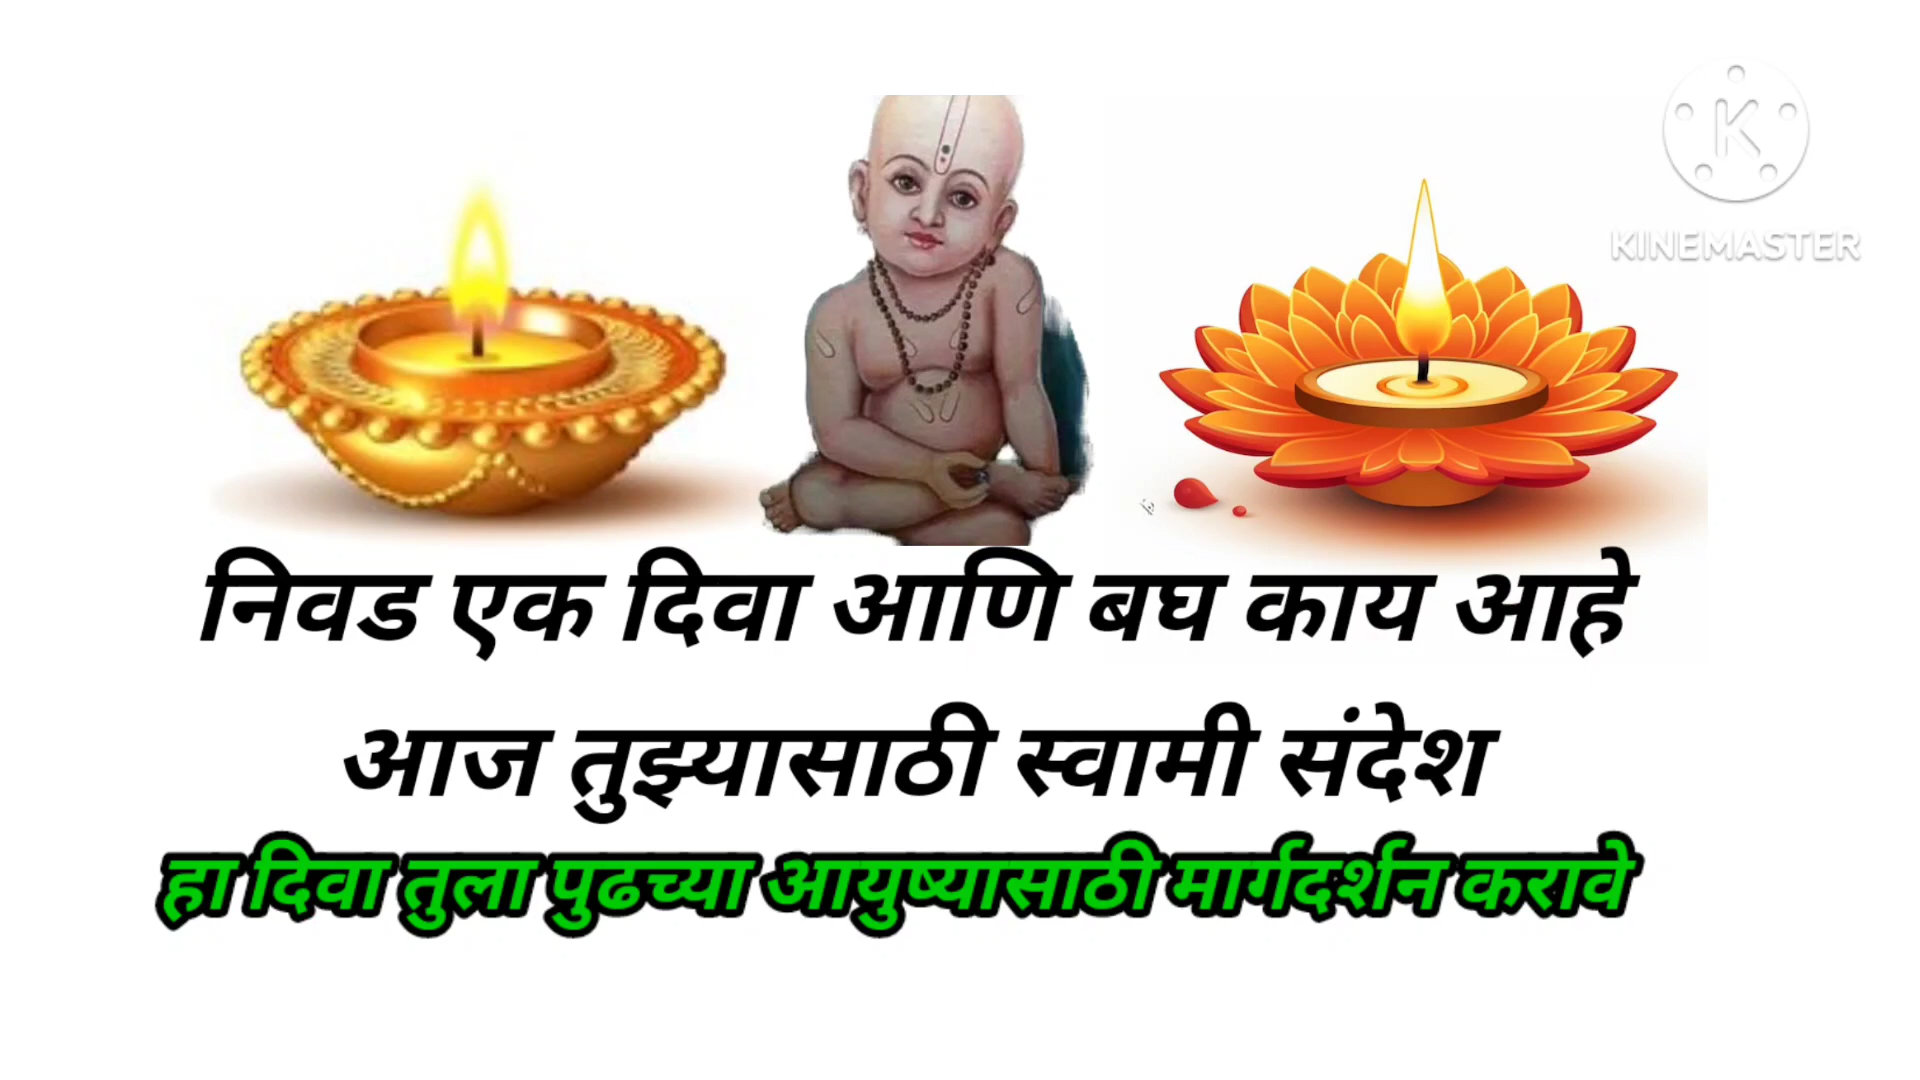 KINEMASTER
निवड एक दिवा आणि बघ काय आहे
आज तुझ्यासाठी स्वामी संदेश
हा दिवा तुला पुढच्या आयुष्यासाठी मार्गदर्शन करावे